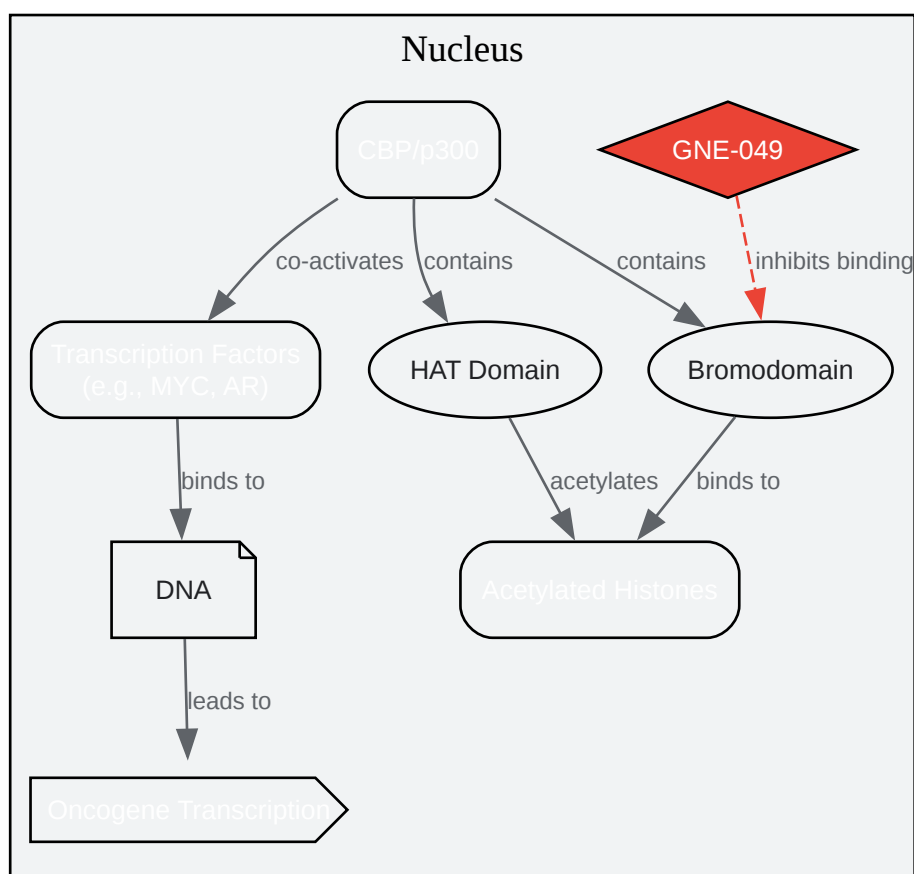 Nucleus
CBP/p300
GNE-049
co-activates
contains
contains
inhibits binding
Transcription Factors
(e.g., MYC, AR)
HAT Domain
Bromodomain
binds to
acetylates
binds to
DNA
Acetylated Histones
leads to
Oncogene Transcription